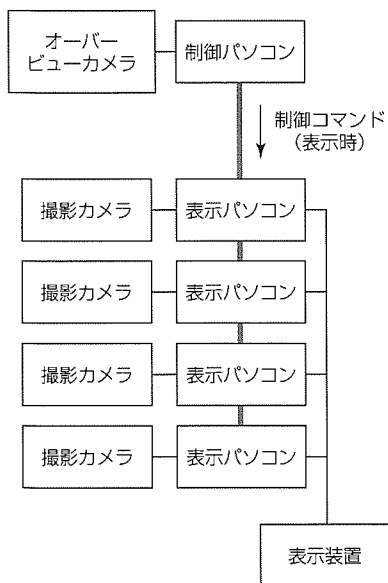 オーバー
ビューカメラ
制御パソコン
制御コマンド
(表示時)
撮影カメラ
表示パソコン
撮影カメラ
表示パソコン
撮影カメラ
表示パソコン
撮影カメラ
表示パソコン
表示装置